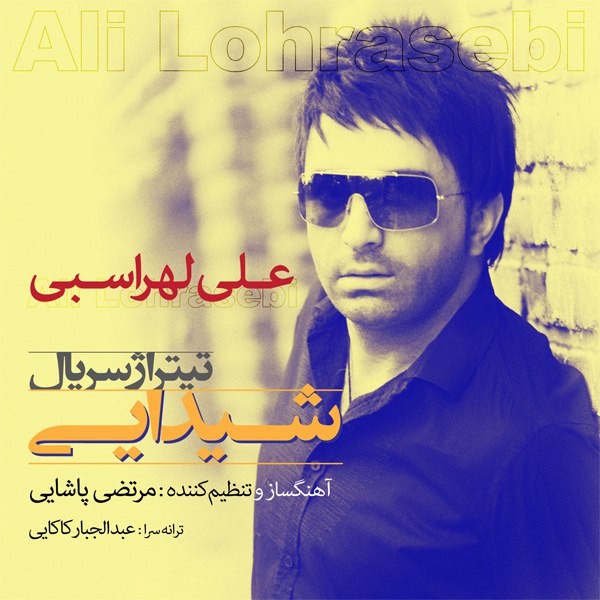 Ali Lohrasebi
علی لهراسبی
Ali Lohrasebi
تیتراژ سریال
شیدایی
آهنگساز و تنظیم کننده : مرتضی پاشایی
ترانه سرا : عبدالجبار کاکایی